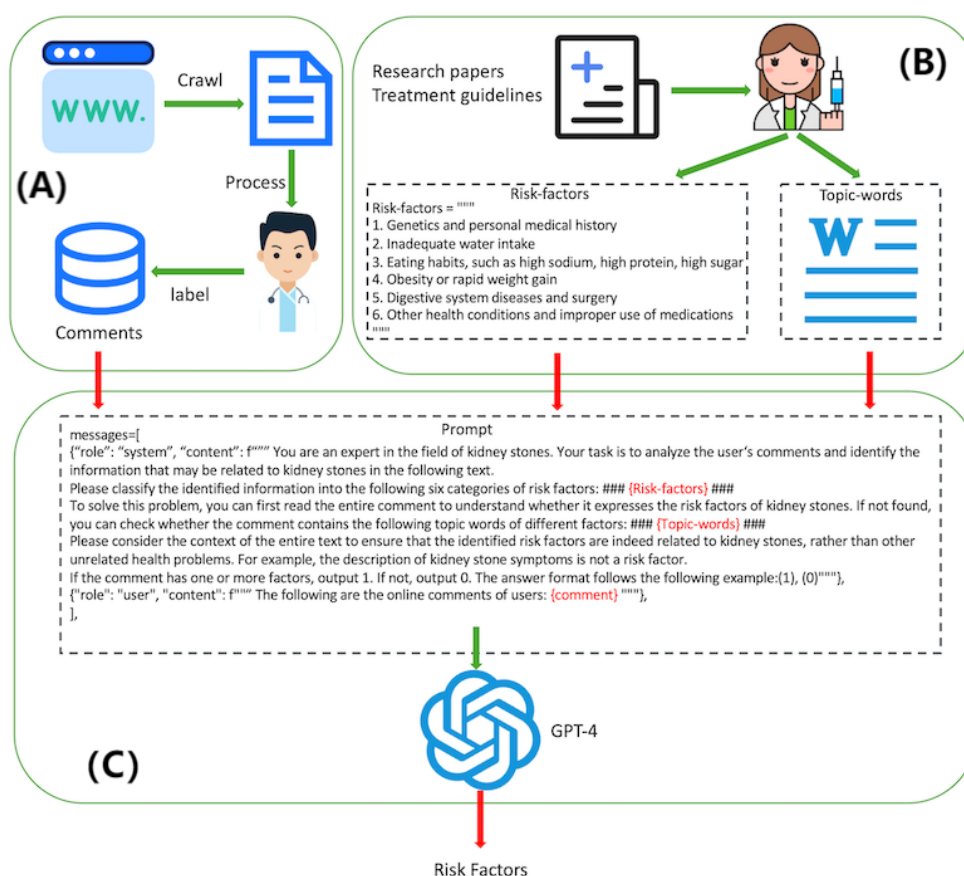 WWW.
Crawl
(A)
Process
label
Comments
(B)
Research papers
Treatment guidelines
Risk-factors
Risk-factors = """
1. Genetics and personal medical history
2. Inadequate water intake
3. Eating habits, such as high sodium, high protein, high sugar
4. Obesity or rapid weight gain
5. Digestive system diseases and surgery
6. Other health conditions and improper use of medications
"""
Topic-words
W
Prompt
messages=[
{“role”: “system”, “content”: f“”” You are an expert in the field of kidney stones. Your task is to analyze the user's comments and identify the
information that may be related to kidney stones in the following text.
Please classify the identified information into the following six categories of risk factors: ### {Risk-factors} ###
To solve this problem, you can first read the entire comment to understand whether it expresses the risk factors of kidney stones. If not found,
you can check whether the comment contains the following topic words of different factors: ### {Topic-words} ###
Please consider the context of the entire text to ensure that the identified risk factors are indeed related to kidney stones, rather than other
unrelated health problems. For example, the description of kidney stone symptoms is not a risk factor.
If the comment has one or more factors, output 1. If not, output 0. The answer format follows the following example:(1), (0)"""},
{"role": "user", "content": f""" The following are the online comments of users: {comment} """},
],
GPT-4
(C)
Risk Factors